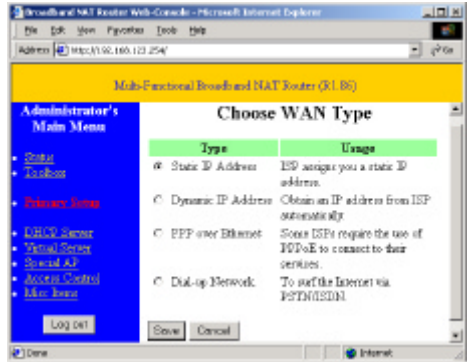 Broadband NAT Router Web-Console - Microsoft Internet Explorer
File Edit View Favorites Tools Help
Address http://192.168.123.254/ Go
Multi-Functional Broadband NAT Router (R1.86)
Administrator's
Main Menu
Status
Toolbox
Primary Setup
DHCP Server
Virtual Server
Special AP
Access Control
Misc Items
Log out
Choose WAN Type
Type Usage
Static IP Address ISP assigns you a static IP
address.
Dynamic IP Address Obtain an IP address from ISP
automatically.
PPP over Ethernet Some ISPs require the use of
PPPoE to connect to their
services.
Dial-up Network To surf the Internet via
PSTN/ISDN.
Save Cancel
Done Internet